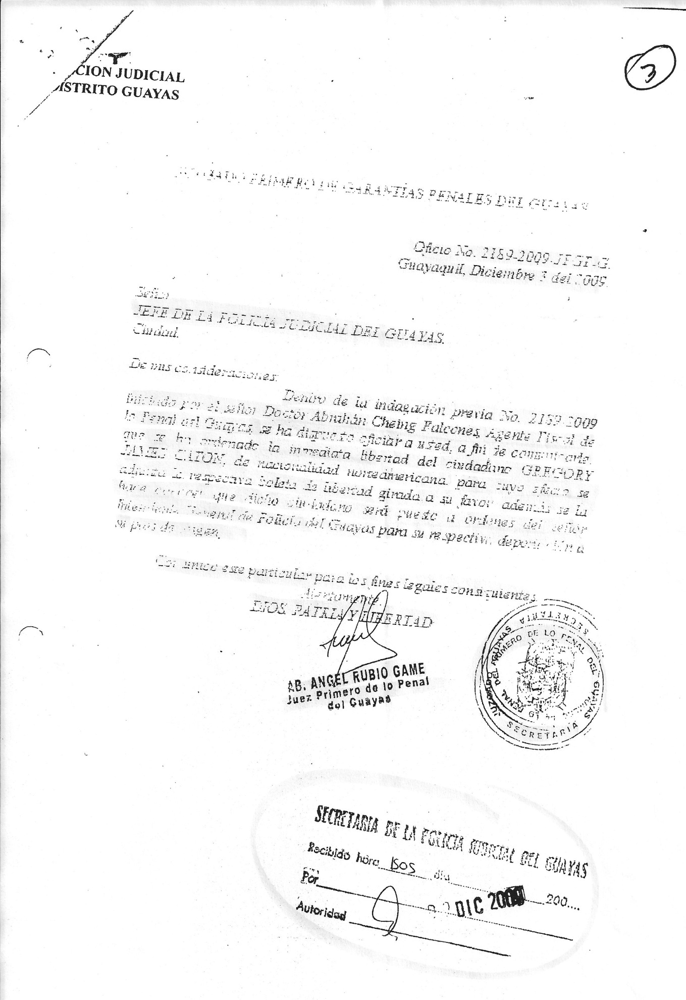 CION JUDICIAL
ISTRITO GUAYAS
3
PRIMERO DE GARANTÍAS PENALES DEL GUAYAS
Oficio No. 2189-2009-JPGP-G.
Guayaquil, Diciembre 3 del 2009.
Señor
JEFE DE LA POLICÍA JUDICIAL DEL GUAYAS.
Ciudad.
De mis consideraciones:
Dentro de la indagación previa No. 2189-2009
iniciado por el señor Doctor Abrahán Cheing Falcones, Agente Fiscal de
lo Penal del Guayas, se ha dispuesto oficiar a usted, a fin de comunicarle,
que se ha ordenado la inmediata libertad del ciudadano GREGORY
JAMES CATON, de nacionalidad norteamericana, para cuyo efecto se
adjunta la respectiva boleta de libertad girada a su favor además se le
hace conocer que dicho ciudadano será puesto a ordenes del señor
Intendente General de Policía del Guayas para su respectiva deportación a
su país de origen.
Comunico este particular para los fines legales consiguientes
Atentamente,
DIOS, PATRIA Y LIBERTAD
AB. ANGEL RUBIO GAME
Juez Primero de lo Penal
del Guayas
JUZGADO PRIMERO DE LO PENAL DEL GUAYAS
SECRETARIA
SECRETARIA
SECRETARIA DE LA POLICIA JUDICIAL DEL GUAYAS
Recibido hora 1505 día 200....
Por DIC 2009
Autoridad